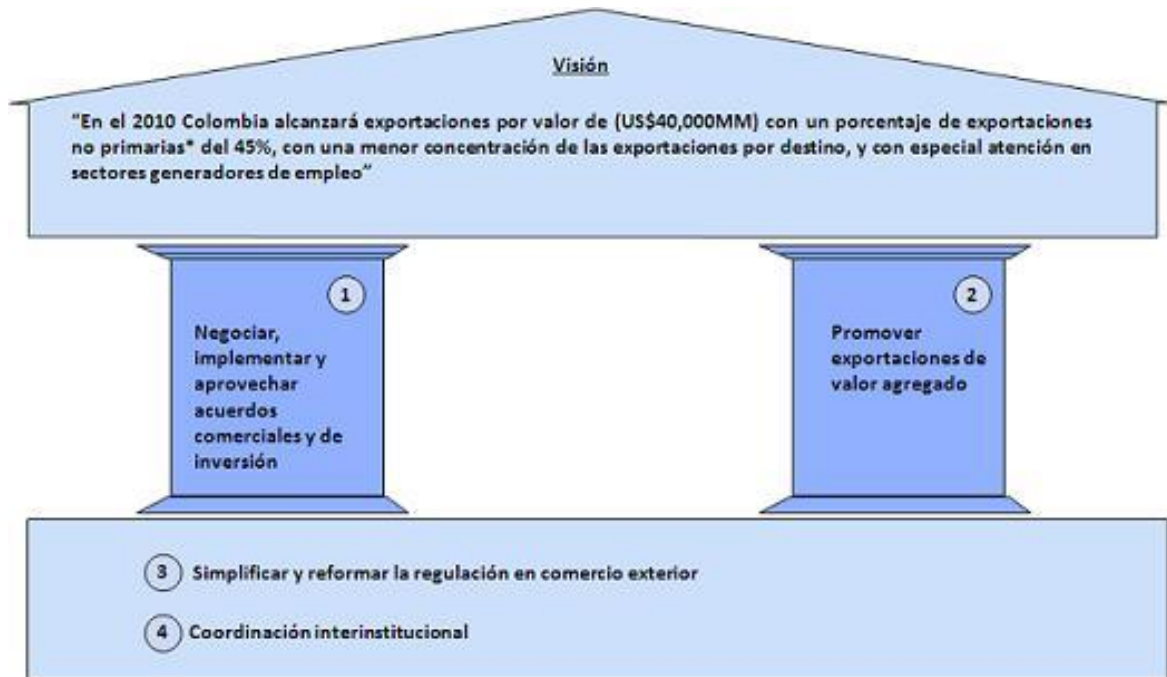 Visión
"En el 2010 Colombia alcanzará exportaciones por valor de (US$40,000MM) con un porcentaje de exportaciones
no primarias* del 45%, con una menor concentración de las exportaciones por destino, y con especial atención en
sectores generadores de empleo"
1
Negociar,
implementar y
aprovechar
acuerdos
comerciales y de
inversión
2
Promover
exportaciones de
valor agregado
3 Simplificar y reformar la regulación en comercio exterior
4 Coordinación interinstitucional